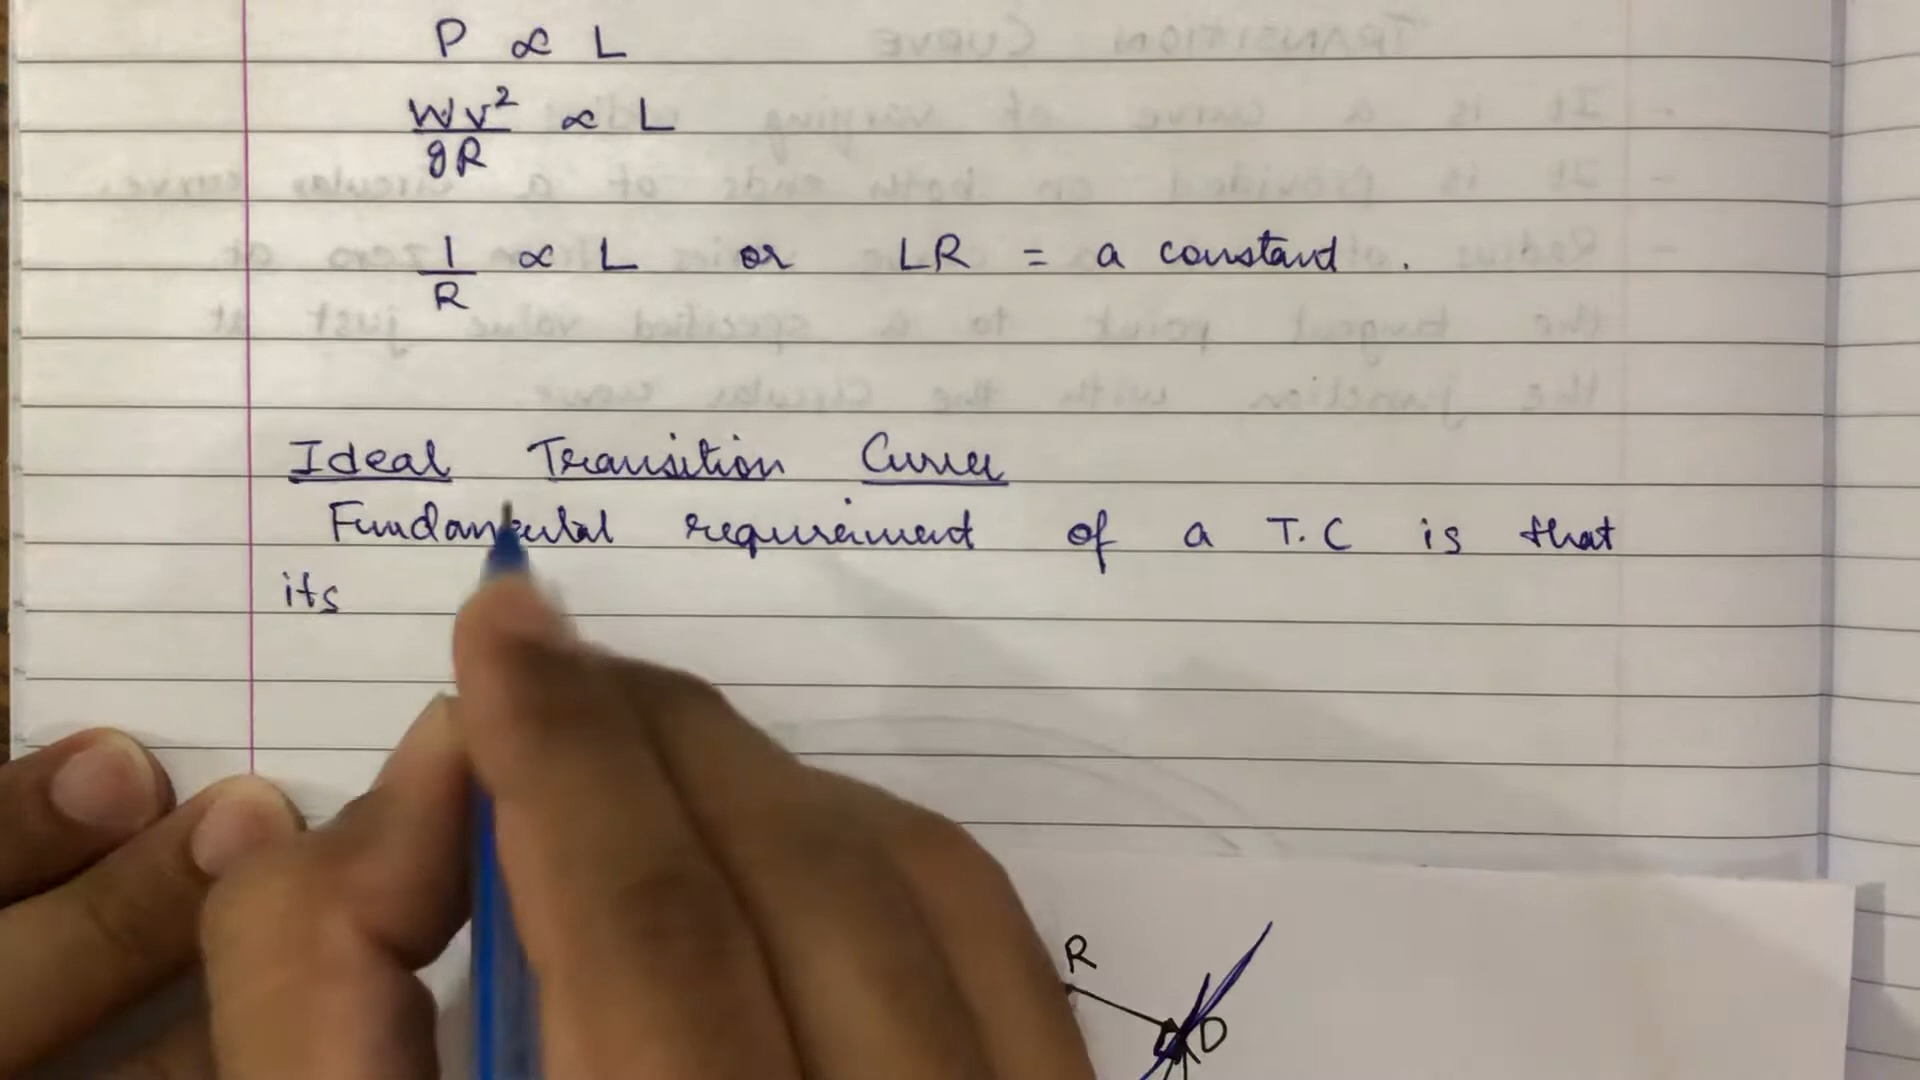 P ∝ L
Wv² / gR ∝ L
1 / R ∝ L or LR = a constant .
Ideal Transition Curve
Fundamental requirement of a T.C is that
its
R
D